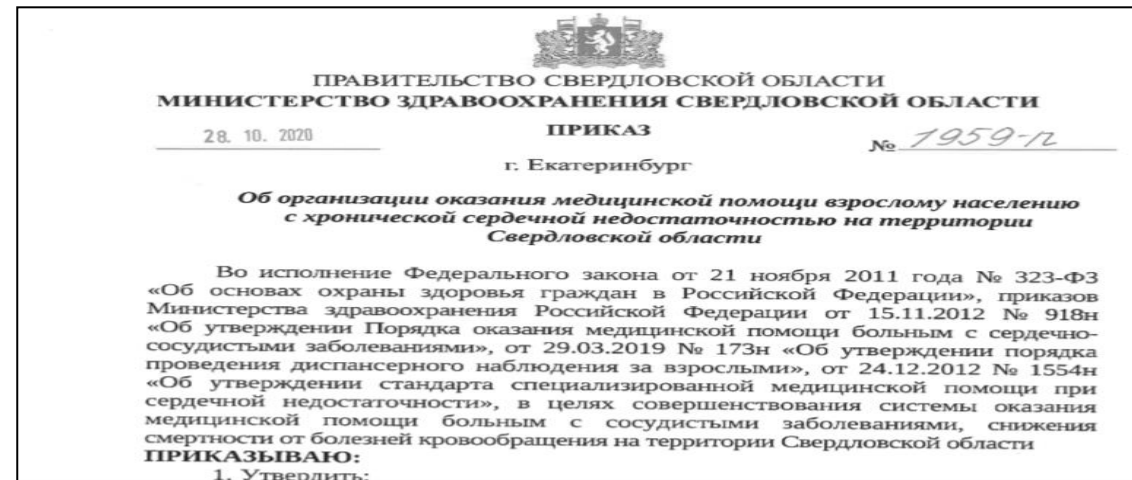 ПРАВИТЕЛЬСТВО СВЕРДЛОВСКОЙ ОБЛАСТИ
МИНИСТЕРСТВО ЗДРАВООХРАНЕНИЯ СВЕРДЛОВСКОЙ ОБЛАСТИ
28. 10. 2020 ПРИКАЗ № 1959-п
г. Екатеринбург
Об организации оказания медицинской помощи взрослому населению
с хронической сердечной недостаточностью на территории
Свердловской области
Во исполнение Федерального закона от 21 ноября 2011 года № 323-ФЗ
«Об основах охраны здоровья граждан в Российской Федерации», приказов
Министерства здравоохранения Российской Федерации от 15.11.2012 № 918н
«Об утверждении Порядка оказания медицинской помощи больным с сердечно-
сосудистыми заболеваниями», от 29.03.2019 № 173н «Об утверждении порядка
проведения диспансерного наблюдения за взрослыми», от 24.12.2012 № 1554н
«Об утверждении стандарта специализированной медицинской помощи при
сердечной недостаточности», в целях совершенствования системы оказания
медицинской помощи больным с сосудистыми заболеваниями, снижения
смертности от болезней кровообращения на территории Свердловской области
ПРИКАЗЫВАЮ:
1. Утвердить: